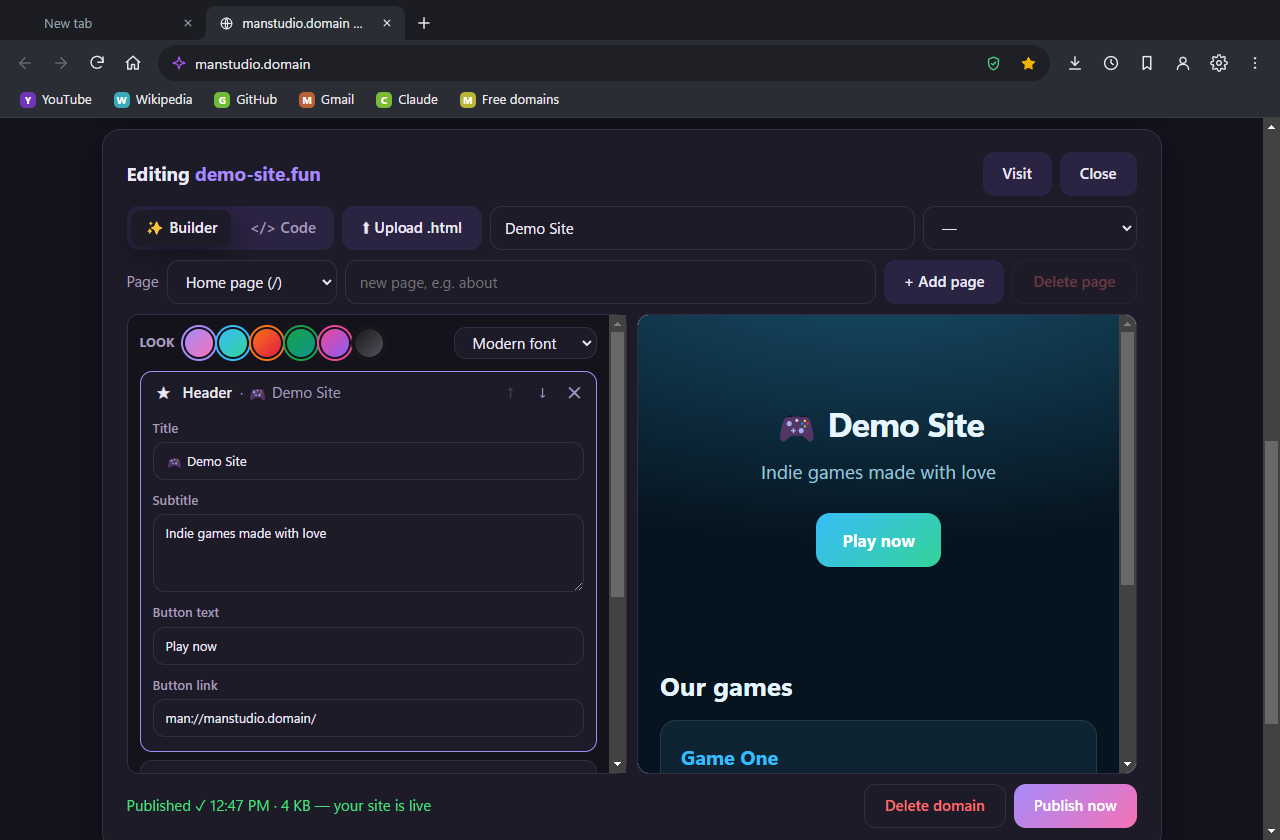 New tab
manstudio.domain ...
manstudio.domain
Y YouTube
W Wikipedia
G GitHub
M Gmail
C Claude
M Free domains
Editing demo-site.fun
Visit
Close
✨ Builder
</> Code
⬆ Upload .html
Demo Site
—
Page
Home page (/)
new page, e.g. about
+ Add page
Delete page
LOOK
Modern font
★ Header · 🎮 Demo Site
↑ ↓ ✕
Title
🎮 Demo Site
Subtitle
Indie games made with love
Button text
Play now
Button link
man://manstudio.domain/
🎮 Demo Site
Indie games made with love
Play now
Our games
Game One
Published ✓ 12:47 PM · 4 KB — your site is live
Delete domain
Publish now